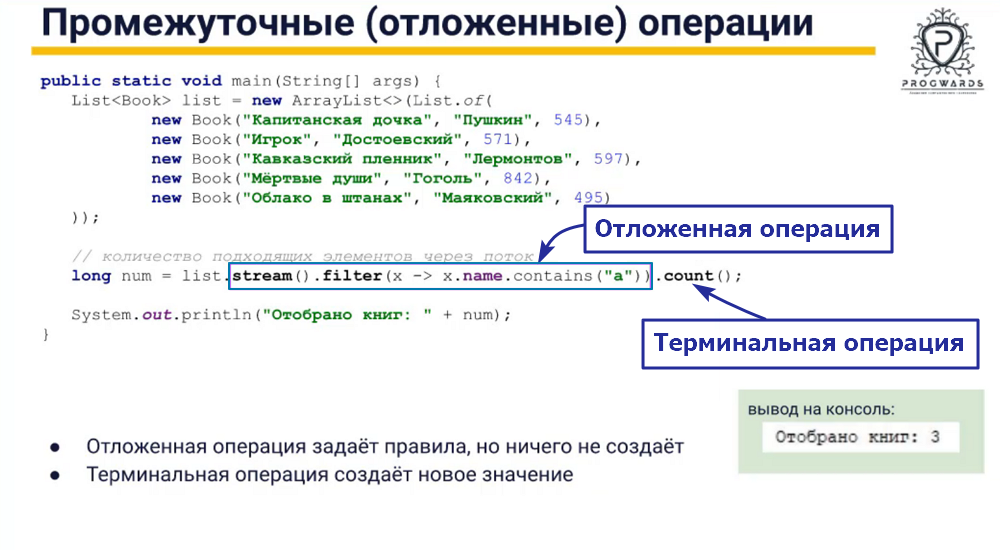 Промежуточные (отложенные) операции
PROGWARDS
public static void main(String[] args) {
List<Book> list = new ArrayList<>(List.of(
new Book("Капитанская дочка", "Пушкин", 545),
new Book("Игрок", "Достоевский", 571),
new Book("Кавказский пленник", "Лермонтов", 597),
new Book("Мёртвые души", "Гоголь", 842),
new Book("Облако в штанах", "Маяковский", 495)
));
Отложенная операция
// количество подходящих элементов через поток
long num = list.stream().filter(x -> x.name.contains("а")).count();
System.out.println("Отобрано книг: " + num);
}
Терминальная операция
вывод на консоль:
Отобрано книг: 3
● Отложенная операция задаёт правила, но ничего не создаёт
● Терминальная операция создаёт новое значение